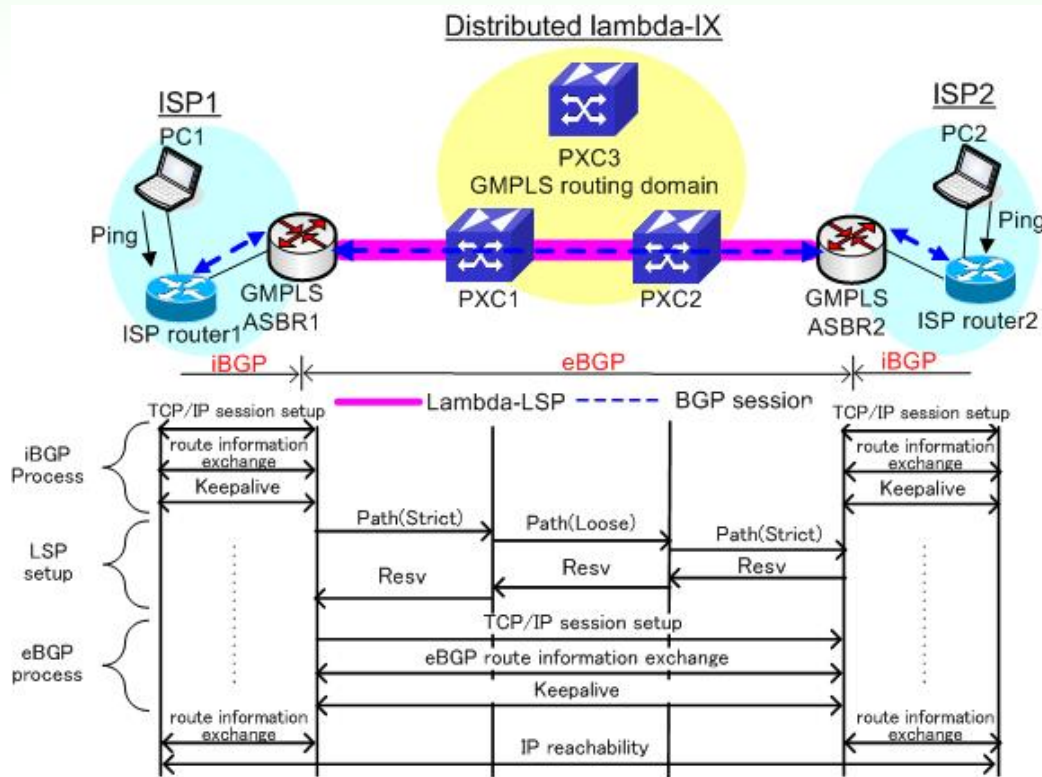 Distributed lambda-IX
ISP1
ISP2
PC1
PC2
PXC3
GMPLS routing domain
Ping
Ping
PXC1
PXC2
GMPLS
ASBR1
GMPLS
ASBR2
ISP router1
ISP router2
iBGP
eBGP
iBGP
Lambda-LSP
BGP session
TCP/IP session setup
TCP/IP session setup
iBGP
Process
route information
exchange
route information
exchange
Keepalive
Keepalive
LSP
setup
Path(Strict)
Path(Loose)
Path(Strict)
Resv
Resv
Resv
eBGP
process
TCP/IP session setup
eBGP route information exchange
Keepalive
route information
exchange
route information
exchange
IP reachability